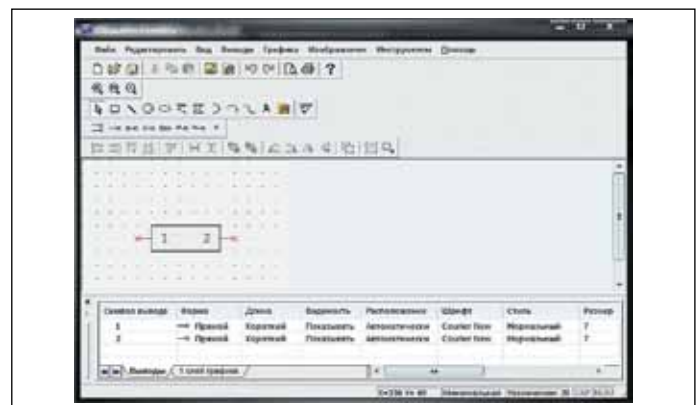 Файл Редактировать Вид Выводы Графика Изображение Инструменты Помощь
1 2
Символ вывода Форма Длина Видимость Расположение Шрифт Стиль Размер
1 Прямой Короткий Показывать Автоматически Courier New Нормальный 7
2 Прямой Короткий Показывать Автоматически Courier New Нормальный 7
Выводы 1 слой графики